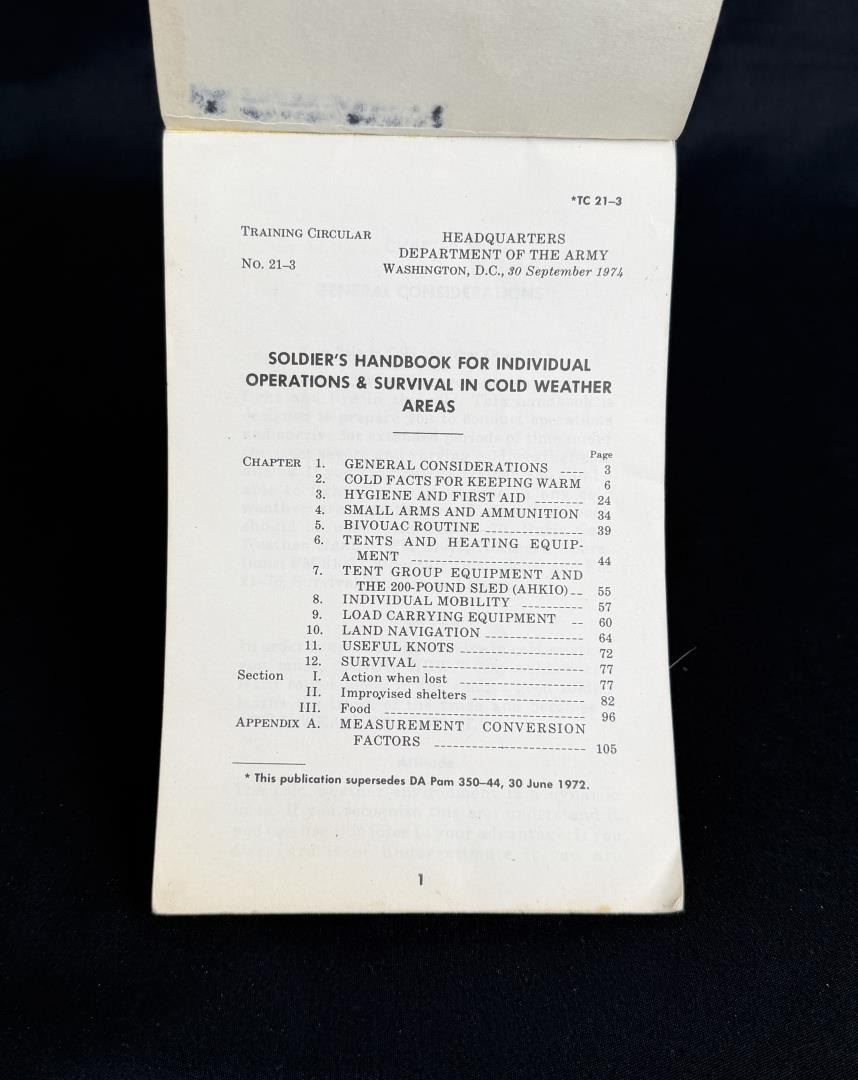 *TC 21–3
TRAINING CIRCULAR
No. 21–3
HEADQUARTERS
DEPARTMENT OF THE ARMY
WASHINGTON, D.C., 30 September 1974
SOLDIER'S HANDBOOK FOR INDIVIDUAL
OPERATIONS & SURVIVAL IN COLD WEATHER
AREAS
Page
CHAPTER 1. GENERAL CONSIDERATIONS ---- 3
2. COLD FACTS FOR KEEPING WARM 6
3. HYGIENE AND FIRST AID -------- 24
4. SMALL ARMS AND AMMUNITION 34
5. BIVOUAC ROUTINE ---------------- 39
6. TENTS AND HEATING EQUIP-
MENT ---------------------------- 44
7. TENT GROUP EQUIPMENT AND
THE 200-POUND SLED (AHKIO)-- 55
8. INDIVIDUAL MOBILITY ---------- 57
9. LOAD CARRYING EQUIPMENT -- 60
10. LAND NAVIGATION ---------------- 64
11. USEFUL KNOTS -------------------- 72
12. SURVIVAL -------------------------- 77
Section I. Action when lost -------------------- 77
II. Improvised shelters ------------------ 82
III. Food -------------------------------- 96
APPENDIX A. MEASUREMENT CONVERSION
FACTORS ------------------------ 105
* This publication supersedes DA Pam 350–44, 30 June 1972.
1